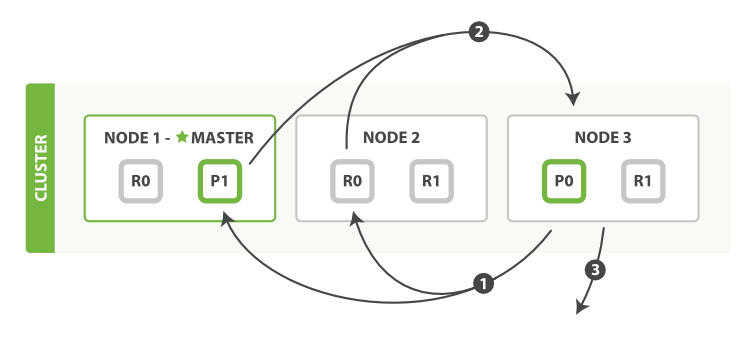 2
CLUSTER
NODE 1 - ★ MASTER
R0
P1
NODE 2
R0
R1
NODE 3
P0
R1
1
3